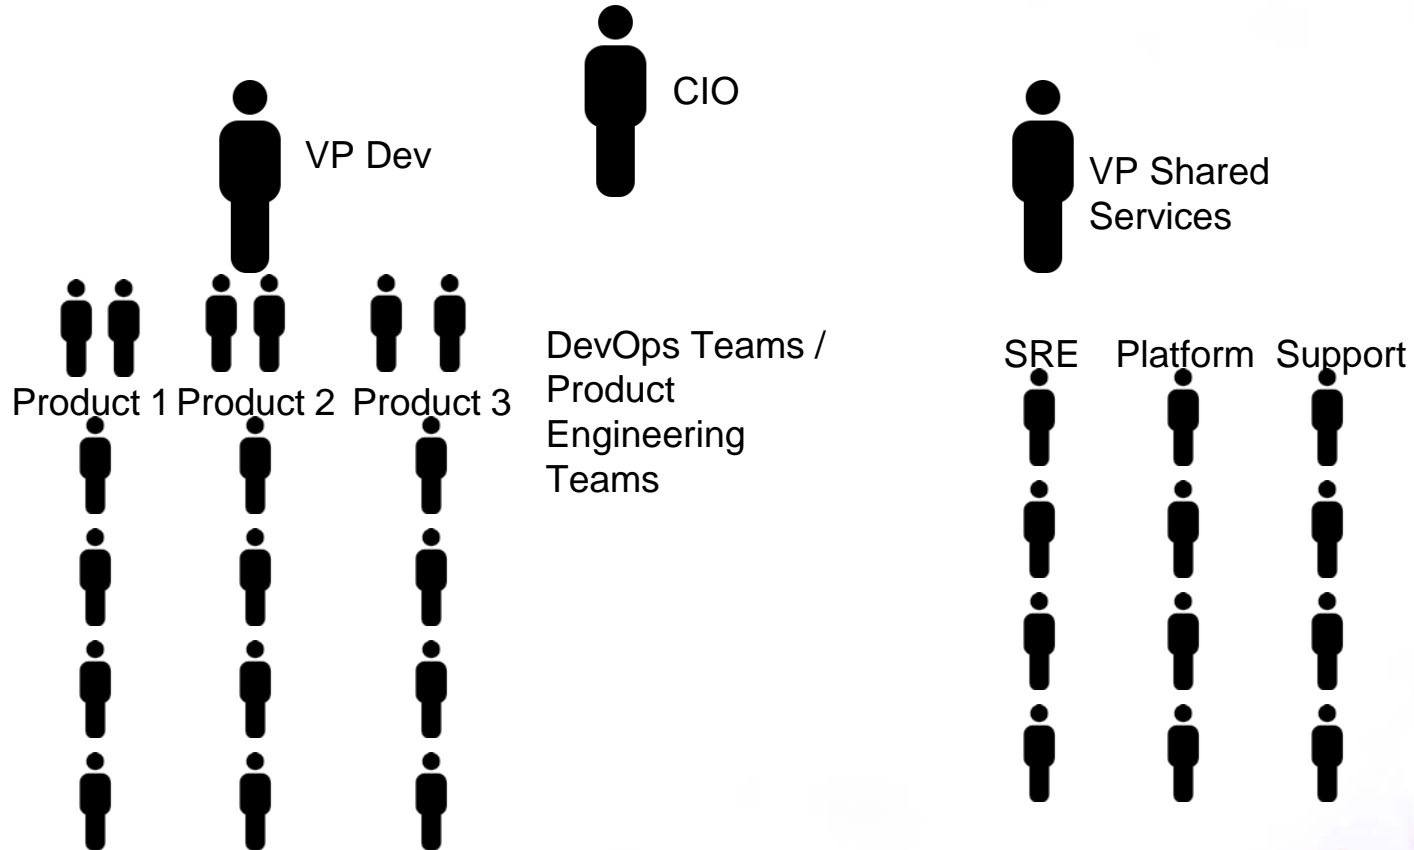 CIO
VP Dev
VP Shared
Services
DevOps Teams /
Product
Engineering
Teams
SRE Platform Support
Product 1 Product 2 Product 3